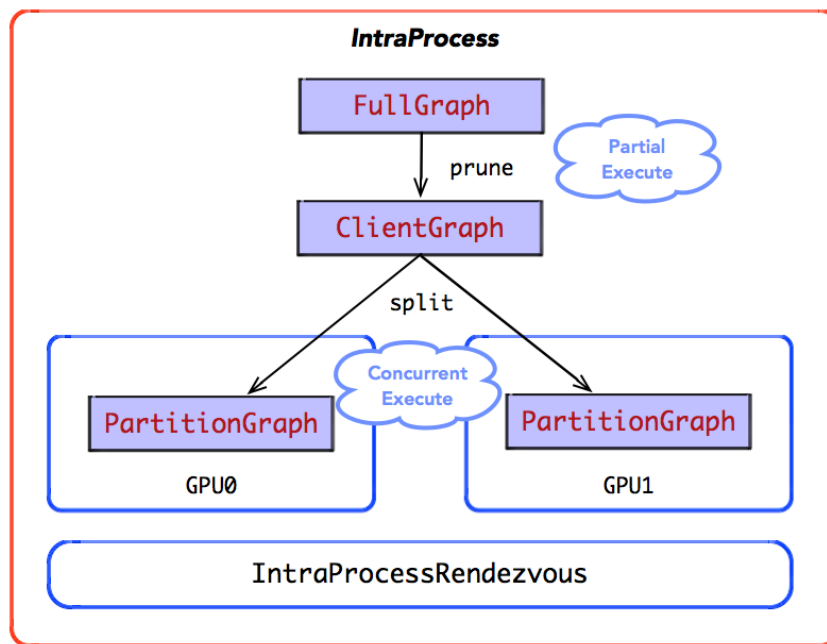 IntraProcess
FullGraph
Partial
Execute
prune
ClientGraph
split
Concurrent
Execute
PartitionGraph
PartitionGraph
GPU0
GPU1
IntraProcessRendezvous